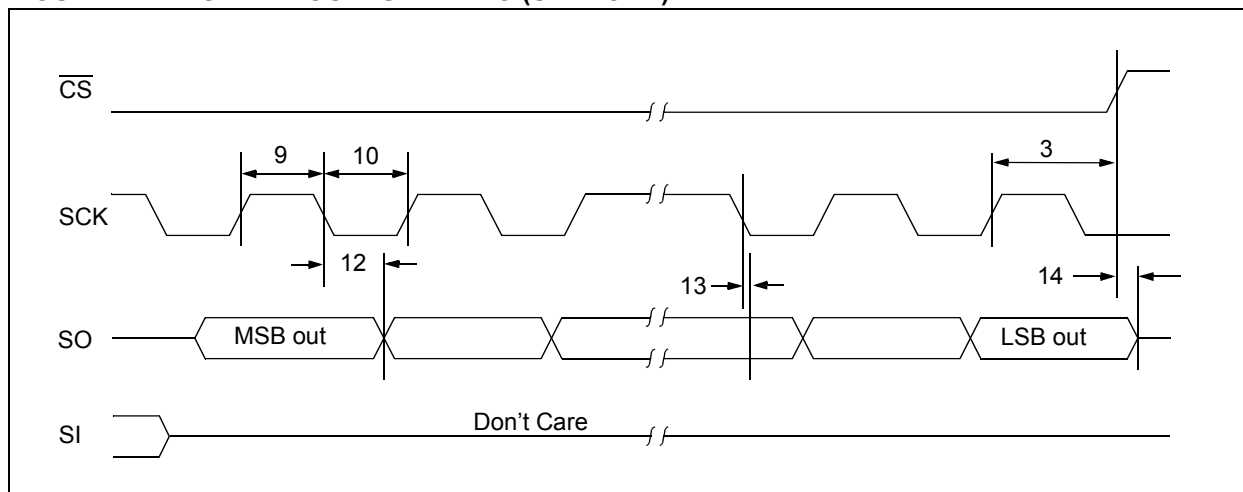 CS
9
10
3
SCK
12
13
14
SO
MSB out
LSB out
SI
Don't Care